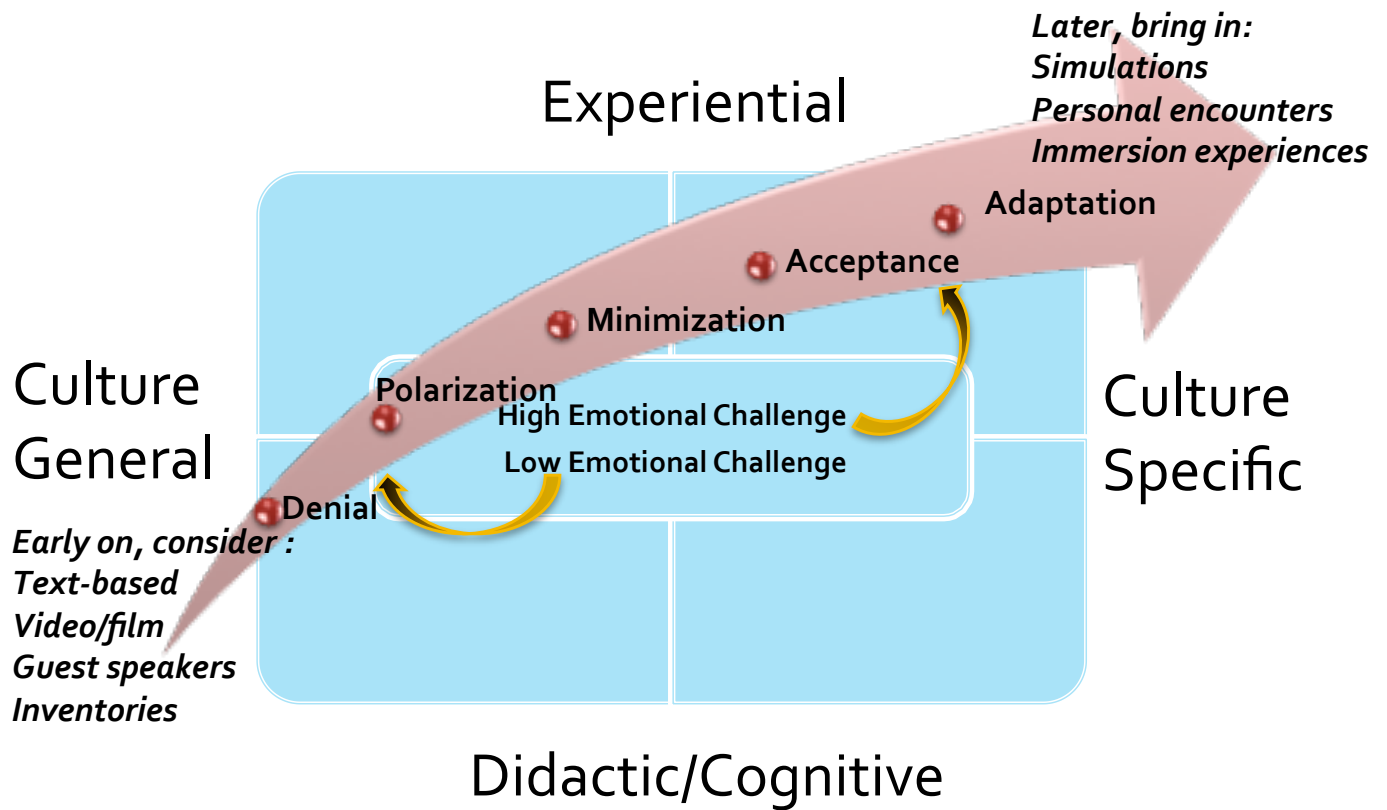 Later, bring in:
Simulations
Personal encounters
Immersion experiences
Experiential
Adaptation
Acceptance
Minimization
Culture
General
Polarization
High Emotional Challenge
Low Emotional Challenge
Culture
Specific
Denial
Early on, consider :
Text-based
Video/film
Guest speakers
Inventories
Didactic/Cognitive